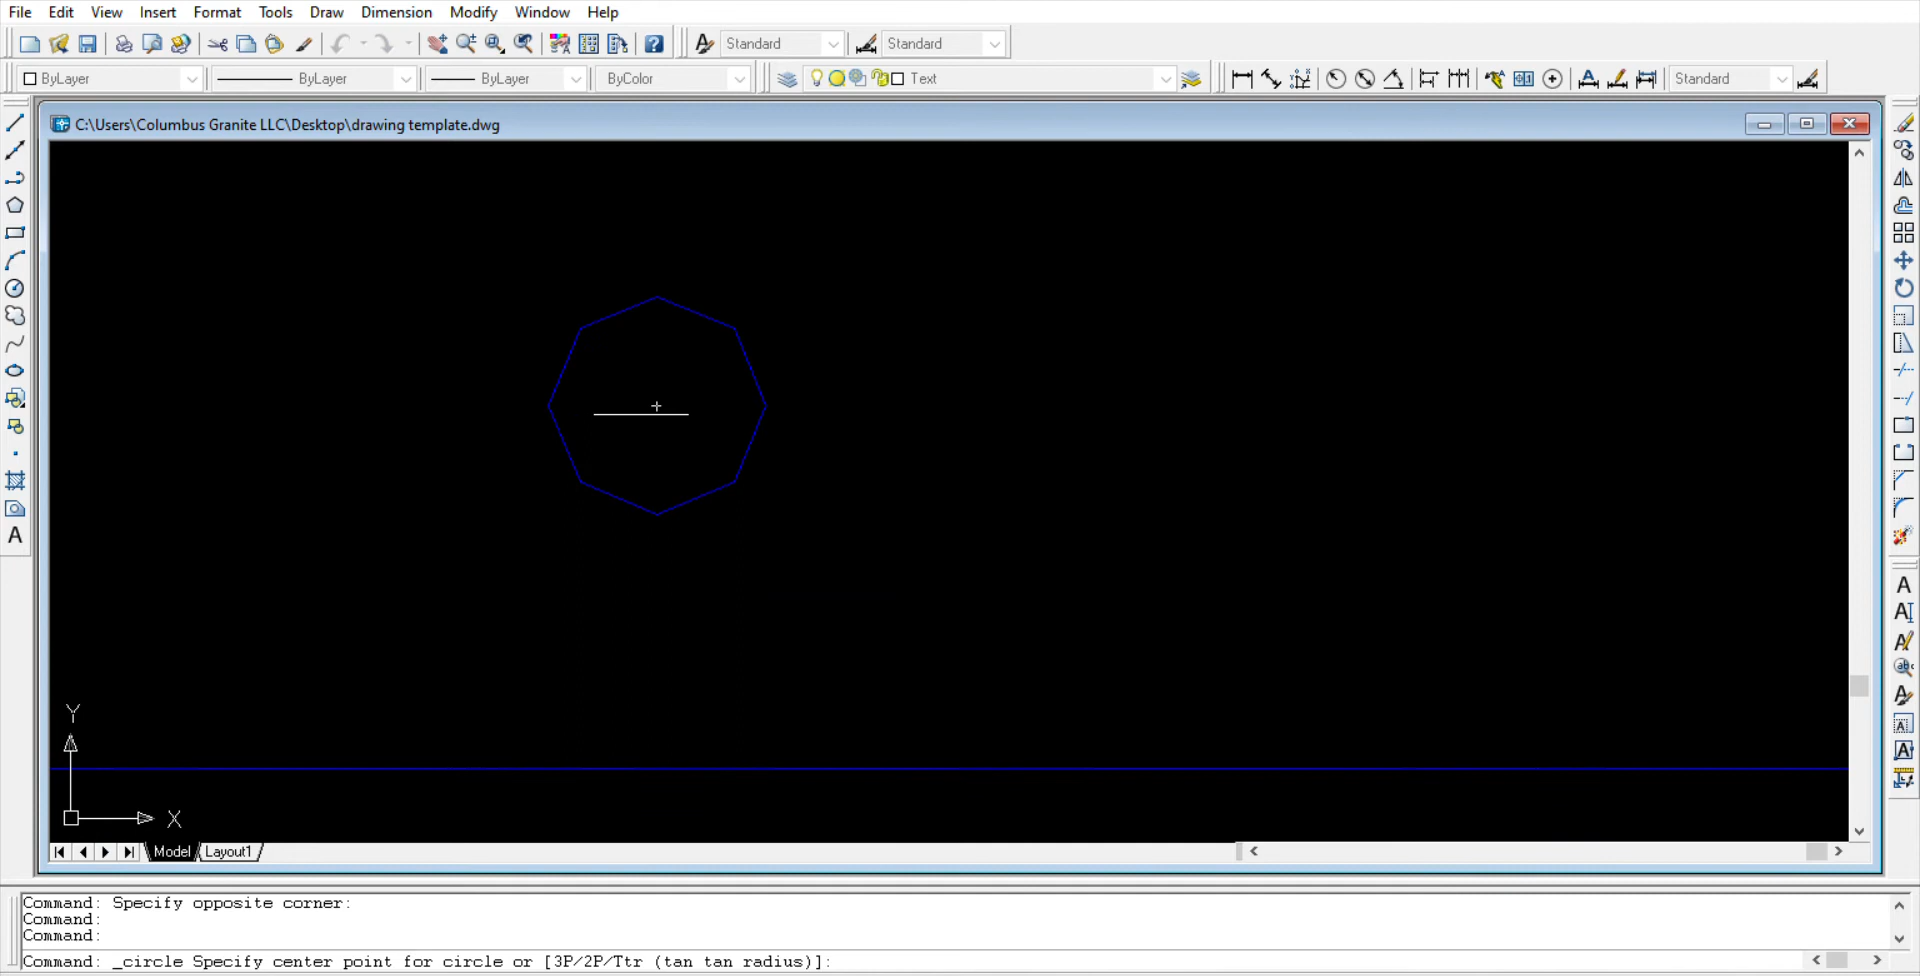 File Edit View Insert Format Tools Draw Dimension Modify Window Help
Standard Standard
ByLayer ByLayer ByLayer ByColor Text Standard
C:\Users\Columbus Granite LLC\Desktop\drawing template.dwg
Y
X
Model Layout1
Command: Specify opposite corner:
Command:
Command:
Command: _circle Specify center point for circle or [3P/2P/Ttr (tan tan radius)]: